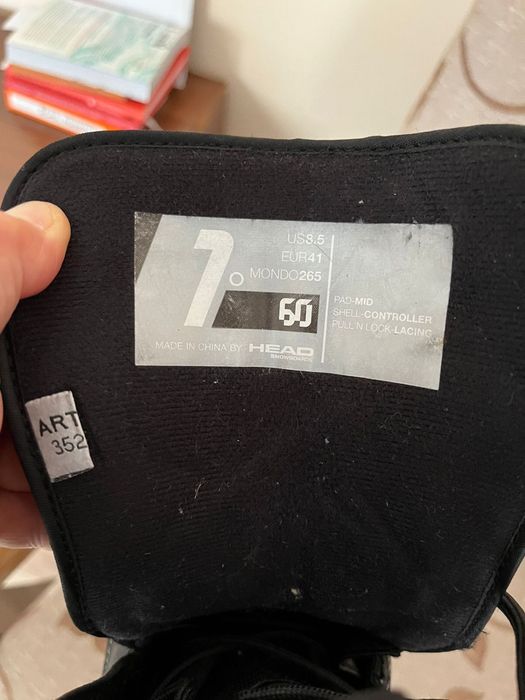 US8.5
EUR41
MONDO265
1°
60
PAD-MID
SHELL-CONTROLLER
PULL'N LOCK-LACING
MADE IN CHINA BY HEAD
SNOWBOARDS
ART
352